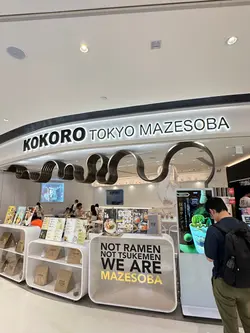 KOKORO TOKYO MAZESOBA
NOT RAMEN
NOT TSUKEMEN
WE ARE
MAZESOBA